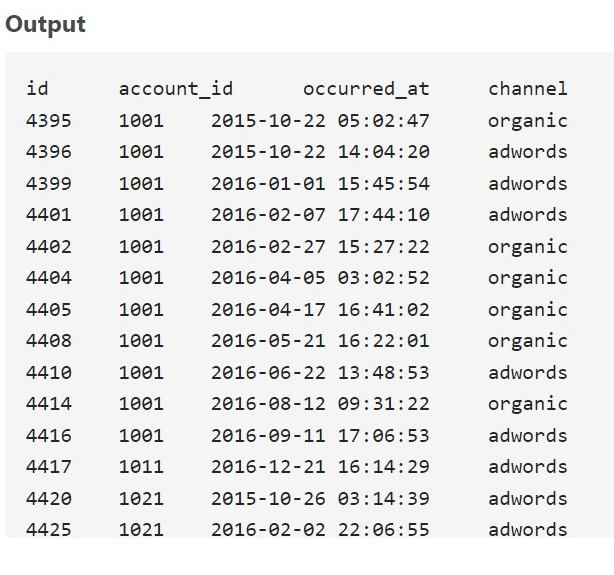 Output
id account_id occurred_at channel
4395 1001 2015-10-22 05:02:47 organic
4396 1001 2015-10-22 14:04:20 adwords
4399 1001 2016-01-01 15:45:54 adwords
4401 1001 2016-02-07 17:44:10 adwords
4402 1001 2016-02-27 15:27:22 organic
4404 1001 2016-04-05 03:02:52 organic
4405 1001 2016-04-17 16:41:02 organic
4408 1001 2016-05-21 16:22:01 organic
4410 1001 2016-06-22 13:48:53 adwords
4414 1001 2016-08-12 09:31:22 organic
4416 1001 2016-09-11 17:06:53 adwords
4417 1011 2016-12-21 16:14:29 adwords
4420 1021 2015-10-26 03:14:39 adwords
4425 1021 2016-02-02 22:06:55 adwords